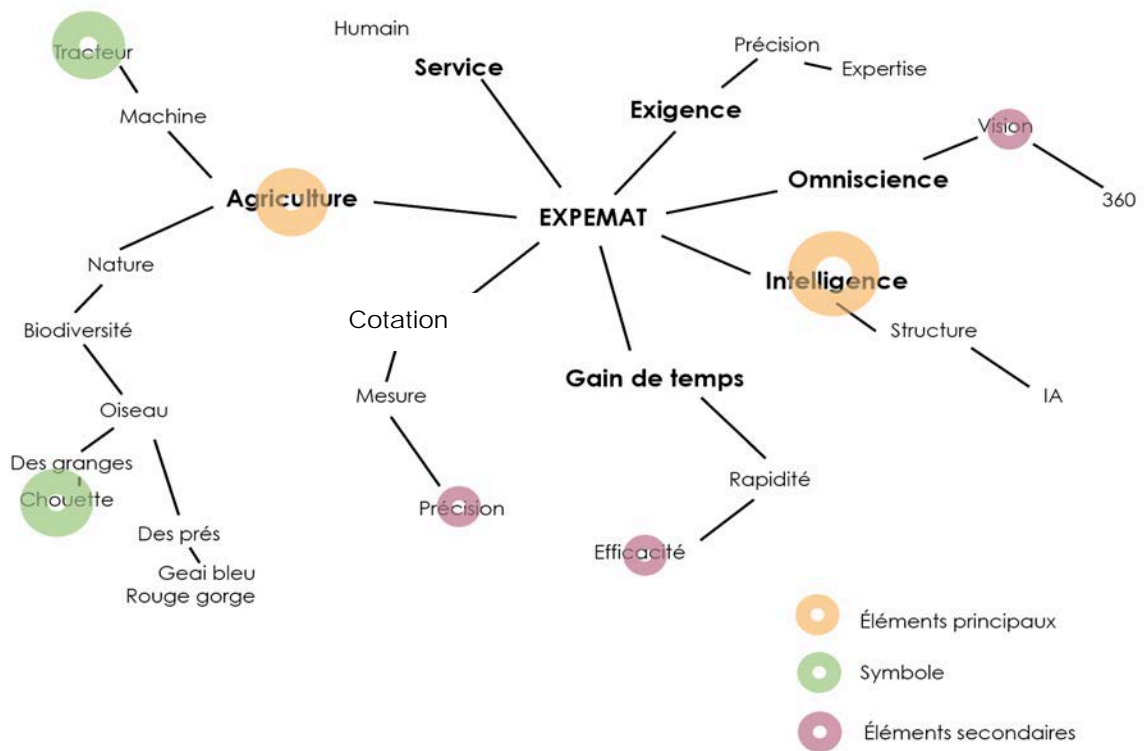 Humain
Service
Précision
Expertise
Exigence
Tracteur
Machine
Vision
Omniscience
360
Agriculture
EXPEMAT
Nature
Intelligence
Biodiversité
Cotation
Structure
Gain de temps
Mesure
IA
Oiseau
Des granges
Chouette
Rapidité
Précision
Des prés
Efficacité
Geai bleu
Rouge gorge
Éléments principaux
Symbole
Éléments secondaires